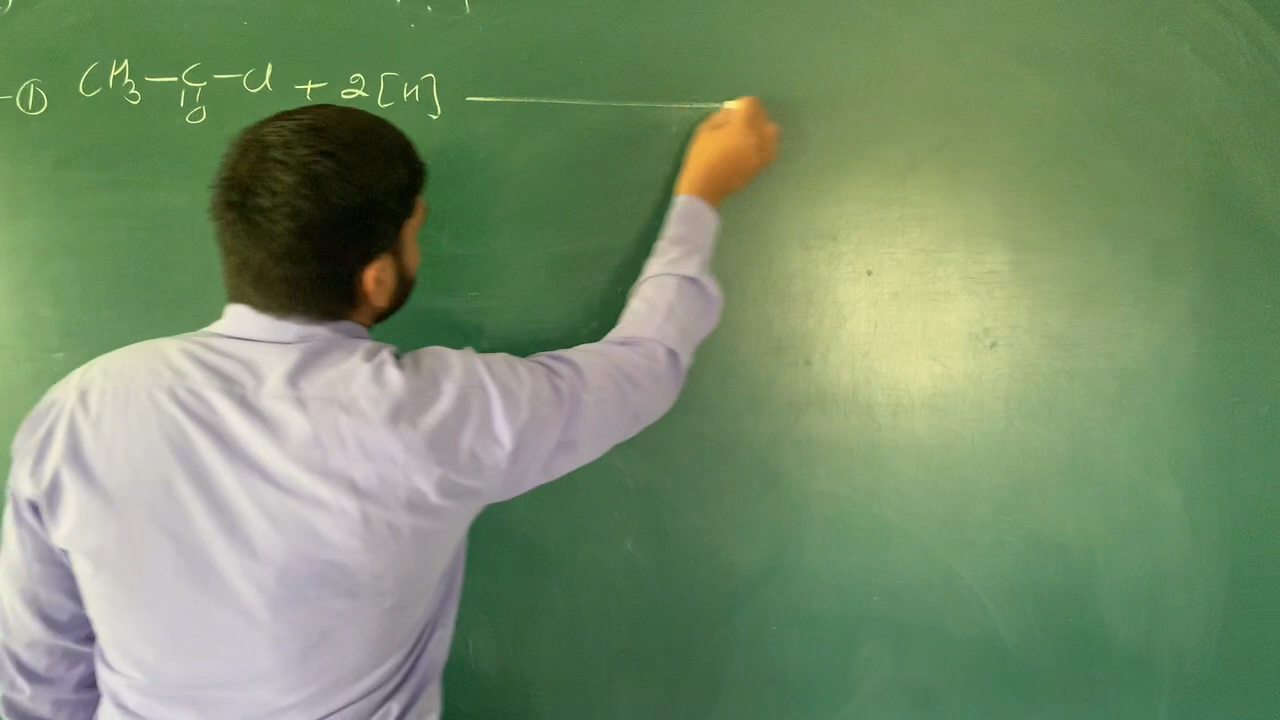 ① CH₃—C—Cl + 2[H]
||
O